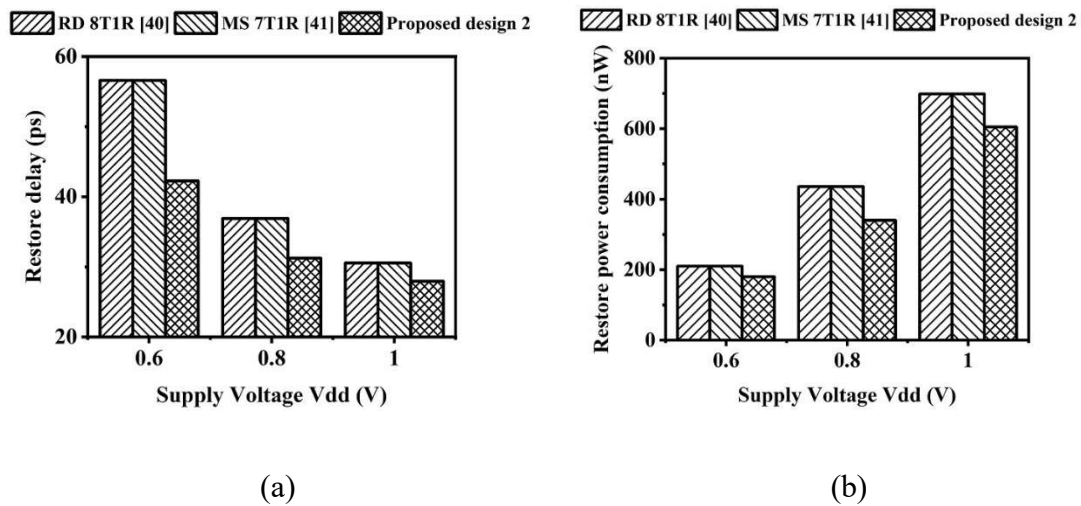 RD 8T1R [40] MS 7T1R [41] Proposed design 2
60
40
20
Restore delay (ps)
0.6 0.8 1
Supply Voltage Vdd (V)
(a)
RD 8T1R [40] MS 7T1R [41] Proposed design 2
800
600
400
200
0
Restore power consumption (nW)
0.6 0.8 1
Supply Voltage Vdd (V)
(b)